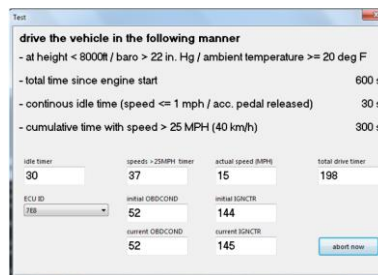 Test
drive the vehicle in the following manner
- at height < 8000ft / baro > 22 in. Hg / ambient temperature >= 20 deg F
- total time since engine start 600 s
- continous idle time (speed <= 1 mph / acc. pedal released) 30 s
- cumulative time with speed > 25 MPH (40 km/h) 300 s
idle timer speeds >25MPH timer actual speed (MPH) total drive timer
30 37 15 198
ECU ID initial OBDCOND initial IGNCTR
7E8 52 144
current OBDCOND current IGNCTR
52 145 abort now